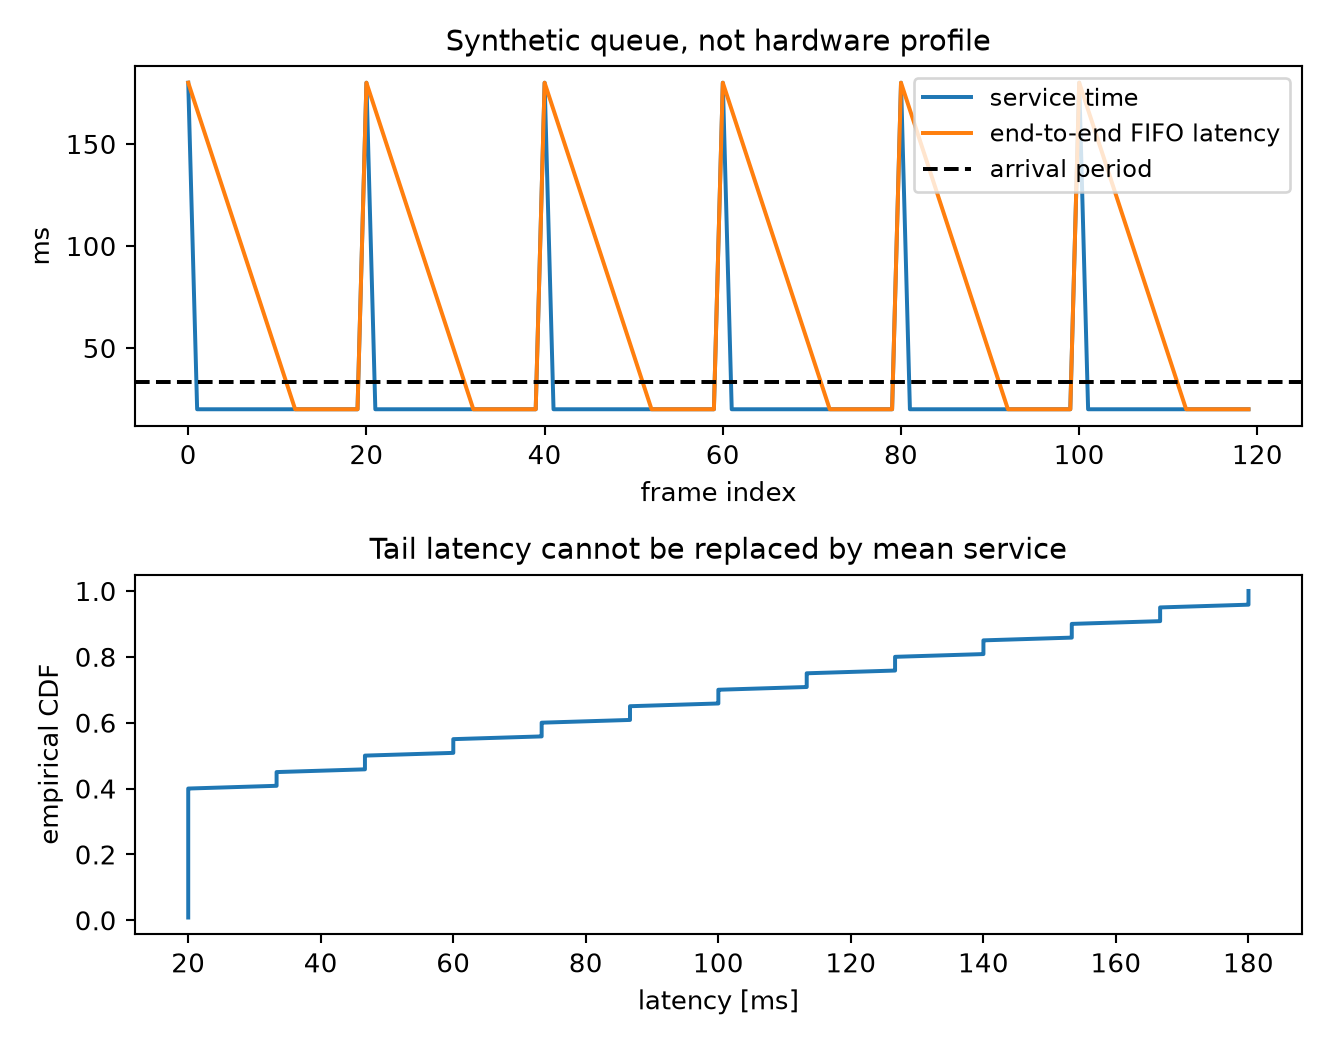 Synthetic queue, not hardware profile
service time
end-to-end FIFO latency
arrival period
150
100
50
ms
0 20 40 60 80 100 120
frame index
Tail latency cannot be replaced by mean service
1.0
0.8
0.6
0.4
0.2
0.0
empirical CDF
20 40 60 80 100 120 140 160 180
latency [ms]